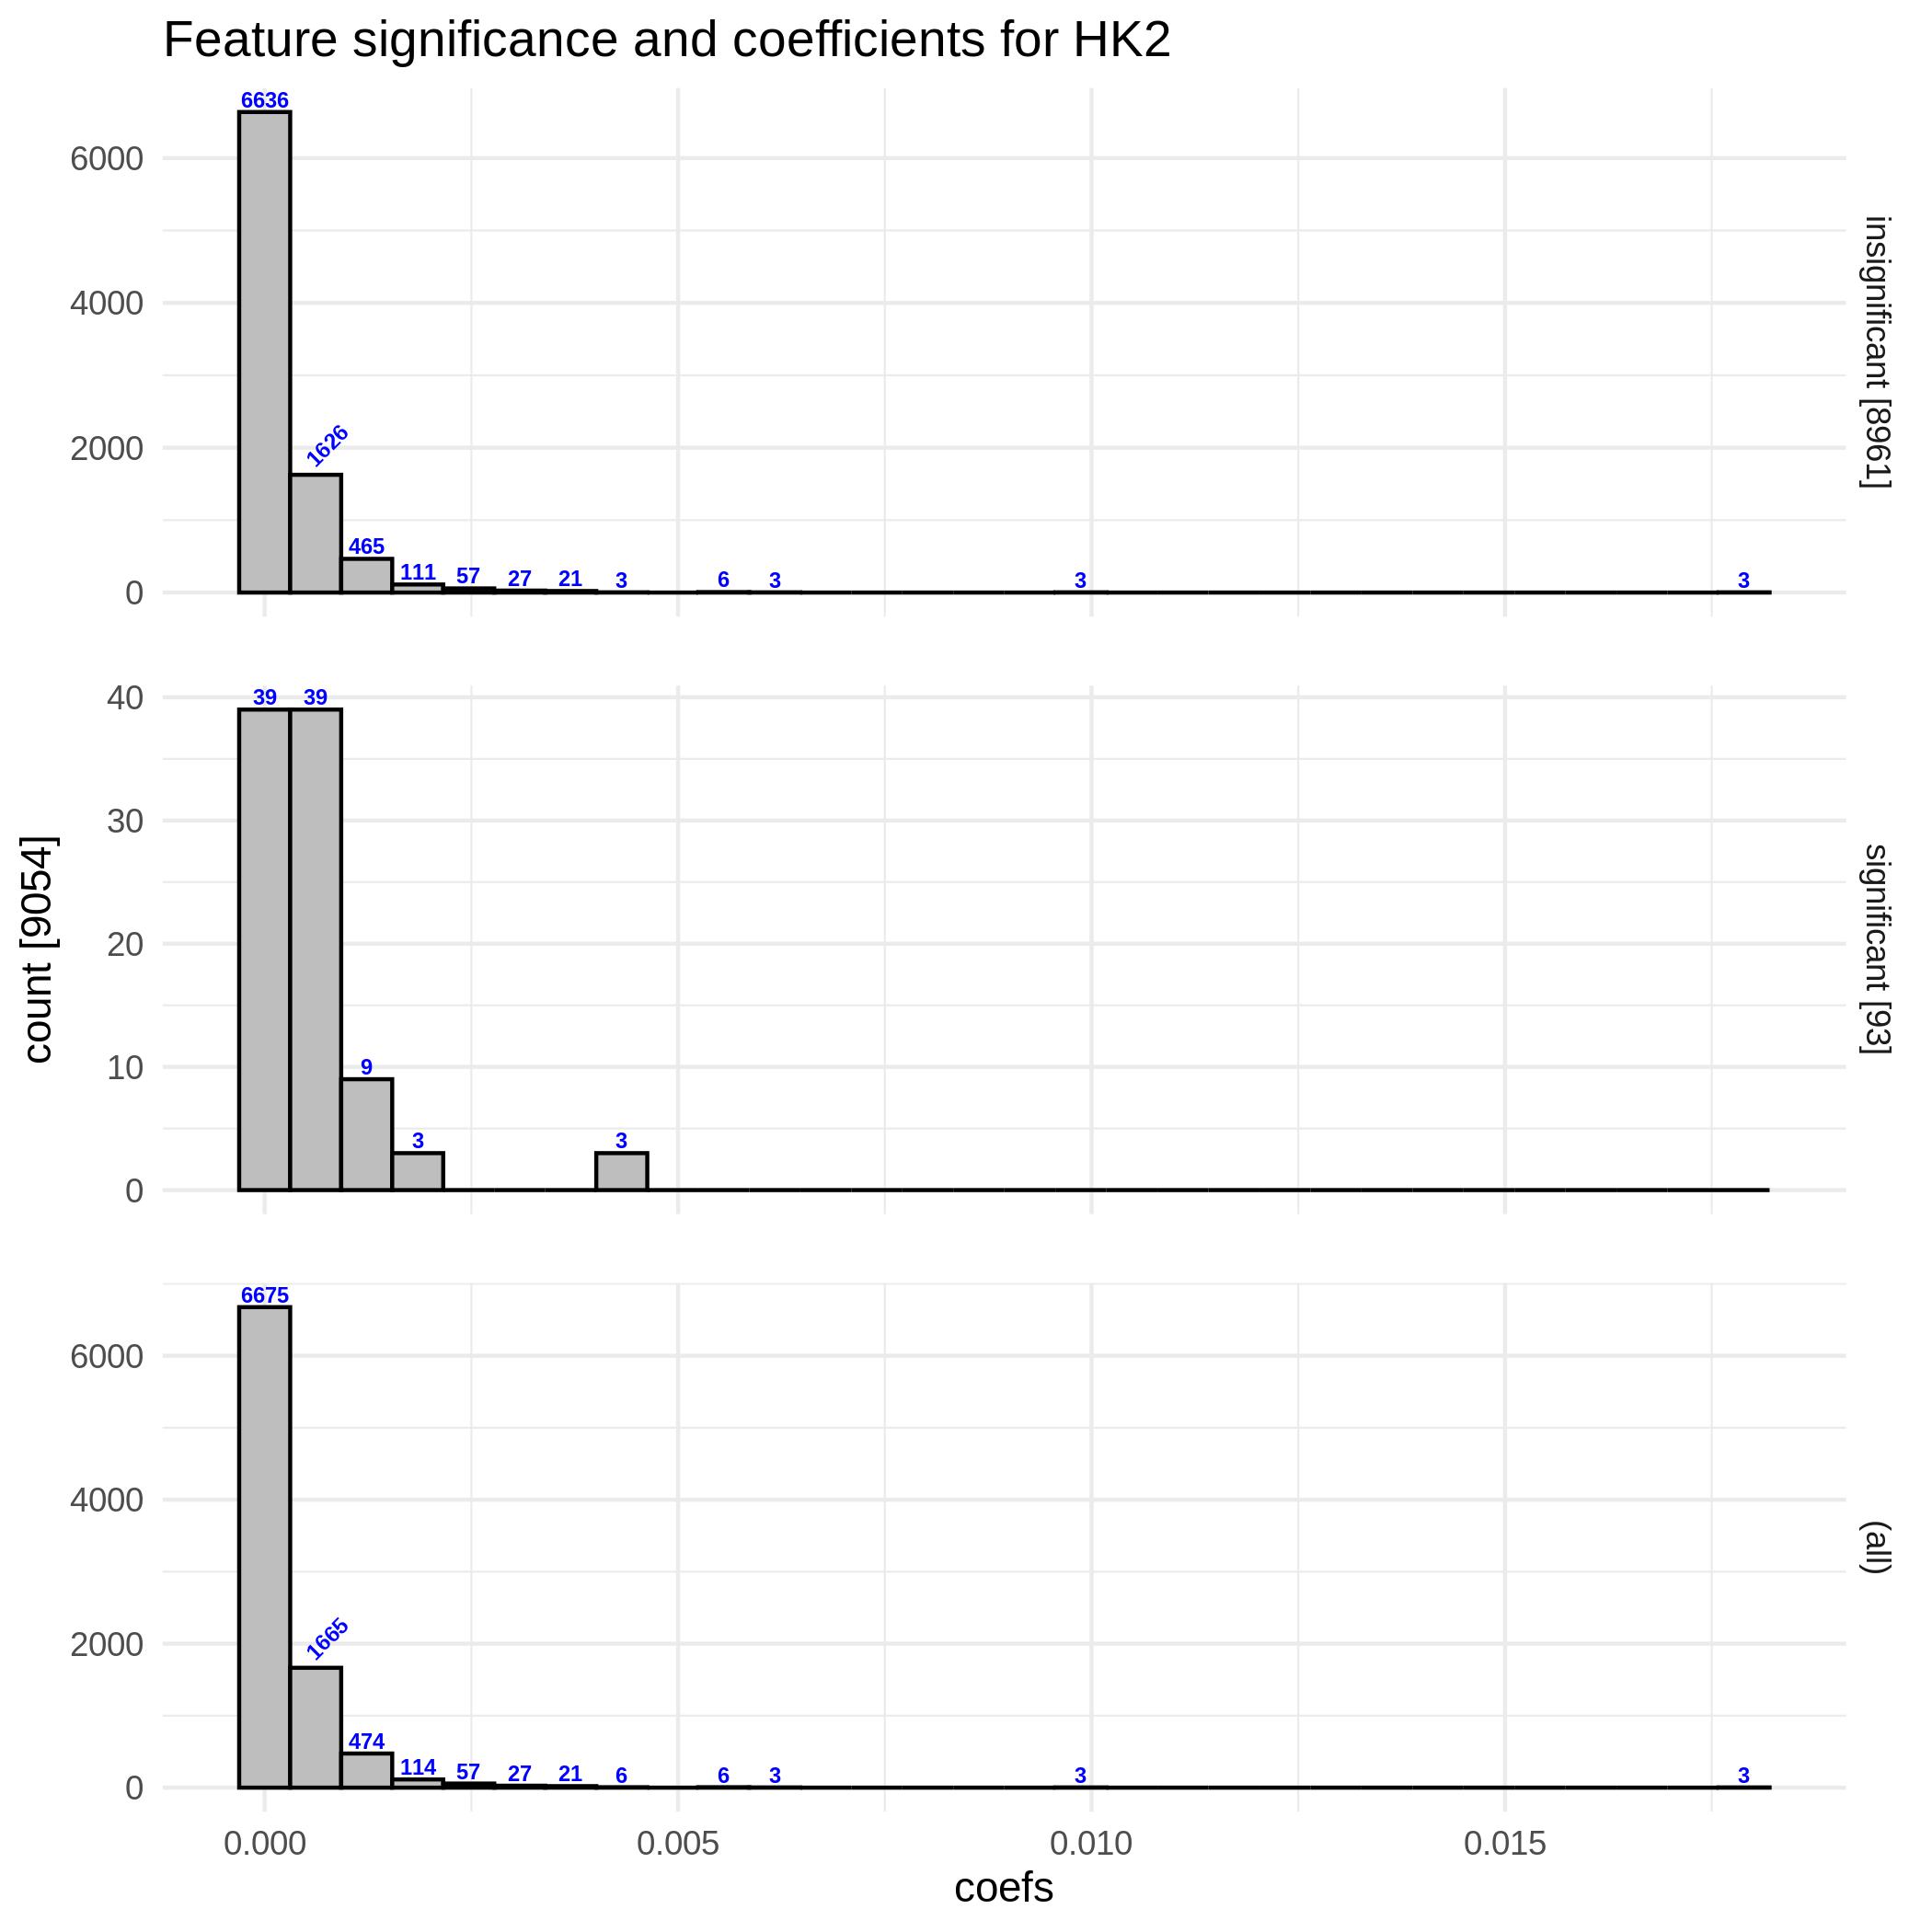 Feature significance and coefficients for HK2
count [9054]
6000
4000
2000
0
6636
1626
465
111 57 27 21 3 6 3 3 3
insignificant [8961]
40
30
20
10
0
39 39
9
3 3
significant [93]
6000
4000
2000
0
6675
1665
474
114 57 27 21 6 6 3 3 3
(all)
0.000 0.005 0.010 0.015
coefs